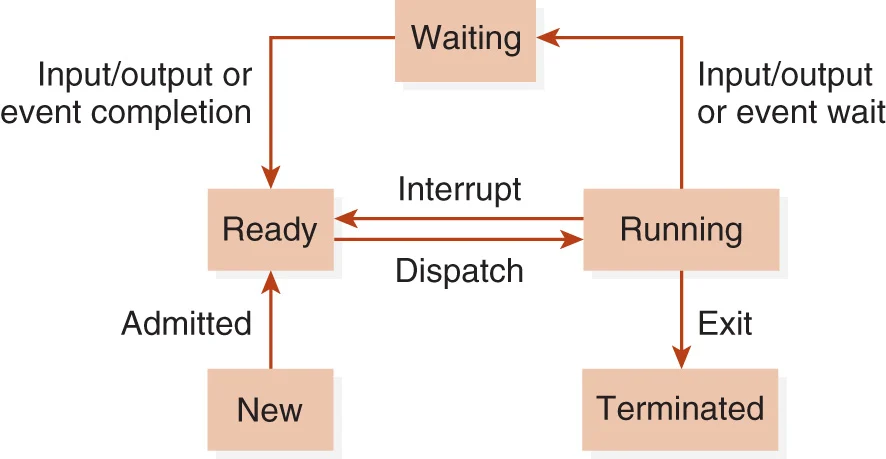 Waiting
Input/output or
event completion
Input/output
or event wait
Interrupt
Ready
Running
Dispatch
Admitted
Exit
New
Terminated